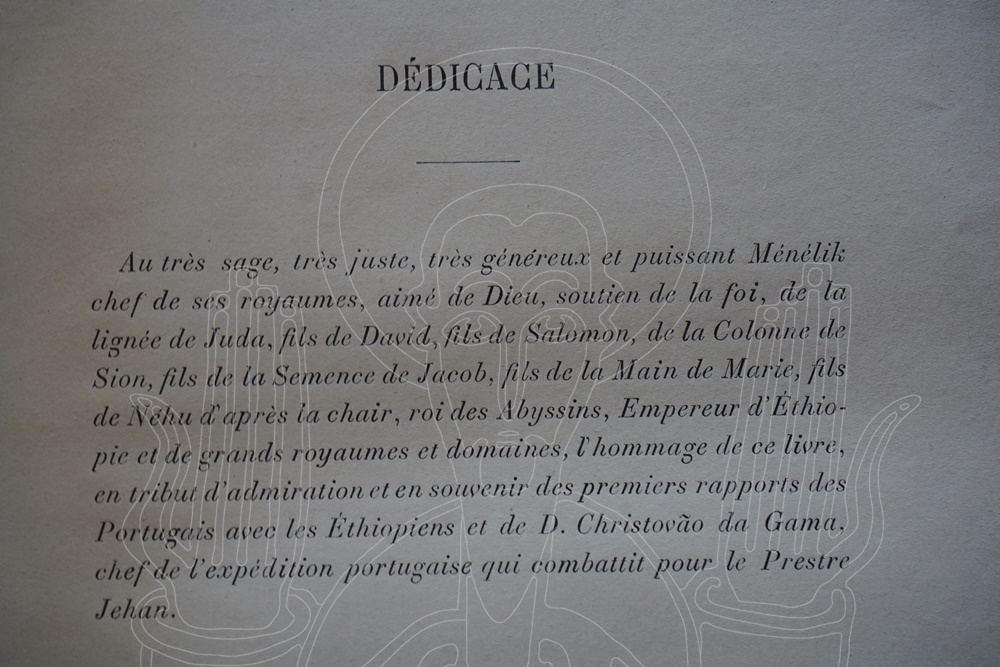 DÉDICACE
Au très sage, très juste, très généreux et puissant Ménélik
chef de ses royaumes, aimé de Dieu, soutien de la foi, de la
lignée de Juda, fils de David, fils de Salomon, de la Colonne de
Sion, fils de la Semence de Jacob, fils de la Main de Marie, fils
de Néhu d'après la chair, roi des Abyssins, Empereur d'Éthio-
pie et de grands royaumes et domaines, l'hommage de ce livre,
en tribut d'admiration et en souvenir des premiers rapports des
Portugais avec les Éthiopiens et de D. Christovão da Gama,
chef de l'expédition portugaise qui combattit pour le Prestre
Jehan.